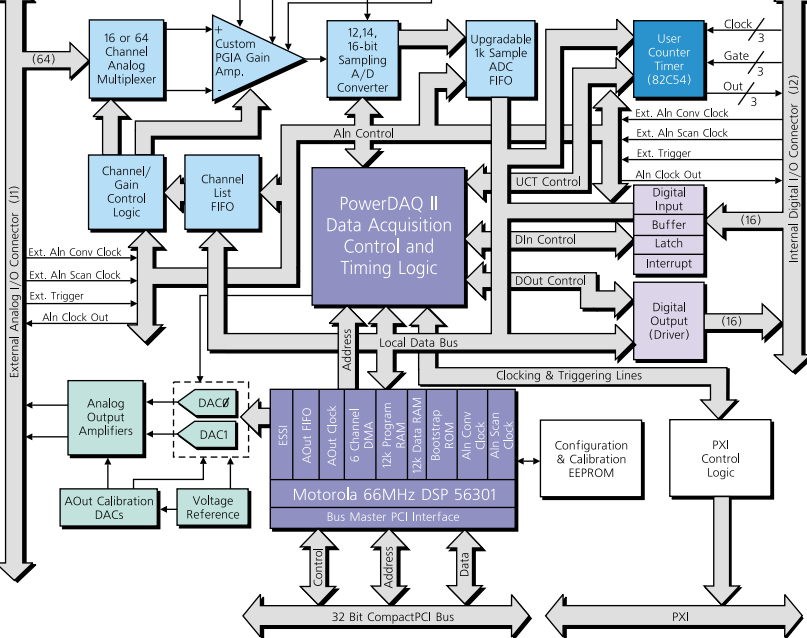 16 or 64
Channel
Analog
Multiplexer
(64)
+
Custom
PGIA Gain
Amp.
-
12,14,
16-bit
Sampling
A/D
Converter
Upgradable
1k Sample
ADC
FIFO
User
Counter
Timer
(82C54)
Clock
3
Gate
3
Out
3
Ext. AIn Conv Clock
Ext. AIn Scan Clock
Ext. Trigger
AIn Clock Out
Internal Digital I/O Connector (J2)
External Analog I/O Connector (J1)
AIn Control
Channel/
Gain
Control
Logic
Channel
List
FIFO
PowerDAQ II
Data Acquisition
Control and
Timing Logic
UCT Control
DIn Control
DOut Control
Digital
Input
Buffer
Latch
Interrupt
(16)
Digital
Output
(Driver)
(16)
Ext. AIn Conv Clock
Ext. AIn Scan Clock
Ext. Trigger
AIn Clock Out
Address
Local Data Bus
Clocking & Triggering Lines
Analog
Output
Amplifiers
DAC0
DAC1
AOut Calibration
DACs
Voltage
Reference
ESSI
AOut FIFO
AOut Clock
6 Channel
DMA
12k Program
RAM
12k Data RAM
Bootstrap
ROM
AIn Conv
Clock
AIn Scan
Clock
Motorola 66MHz DSP 56301
Bus Master PCI Interface
Configuration
& Calibration
EEPROM
PXI
Control
Logic
Control
Address
Data
32 Bit CompactPCI Bus
PXI